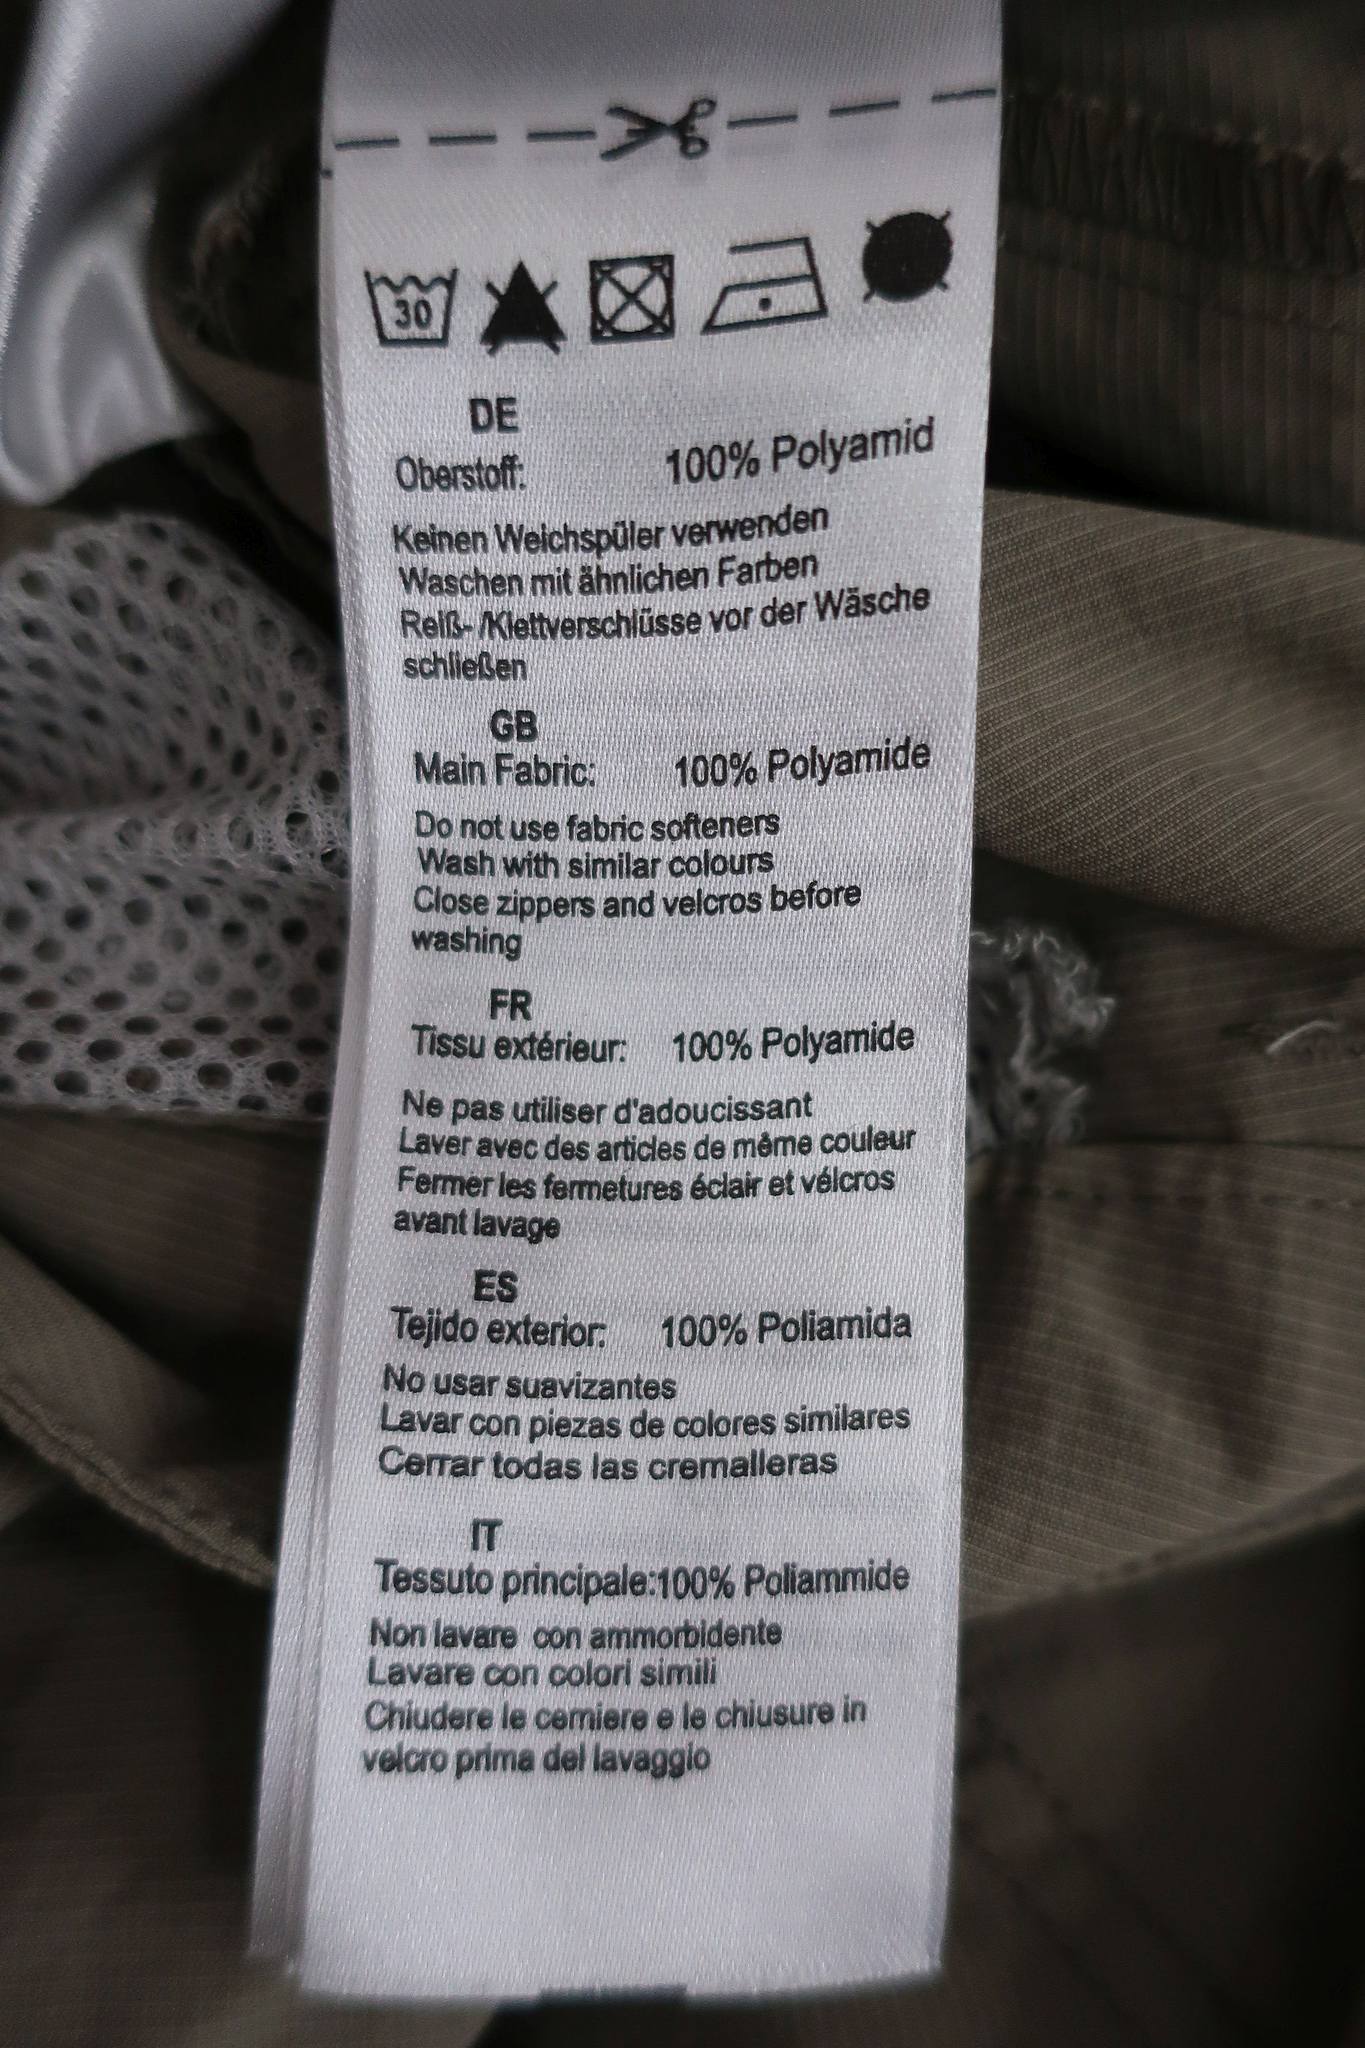 30
DE
Oberstoff: 100% Polyamid
Keinen Weichspüler verwenden
Waschen mit ähnlichen Farben
Reiß- /Klettverschlüsse vor der Wäsche
schließen
GB
Main Fabric: 100% Polyamide
Do not use fabric softeners
Wash with similar colours
Close zippers and velcros before
washing
FR
Tissu extérieur: 100% Polyamide
Ne pas utiliser d'adoucissant
Laver avec des articles de même couleur
Fermer les fermetures éclair et vélcros
avant lavage
ES
Tejido exterior: 100% Poliamida
No usar suavizantes
Lavar con piezas de colores similares
Cerrar todas las cremalleras
IT
Tessuto principale:100% Poliammide
Non lavare con ammorbidente
Lavare con colori simili
Chiudere le cerniere e le chiusure in
velcro prima del lavaggio